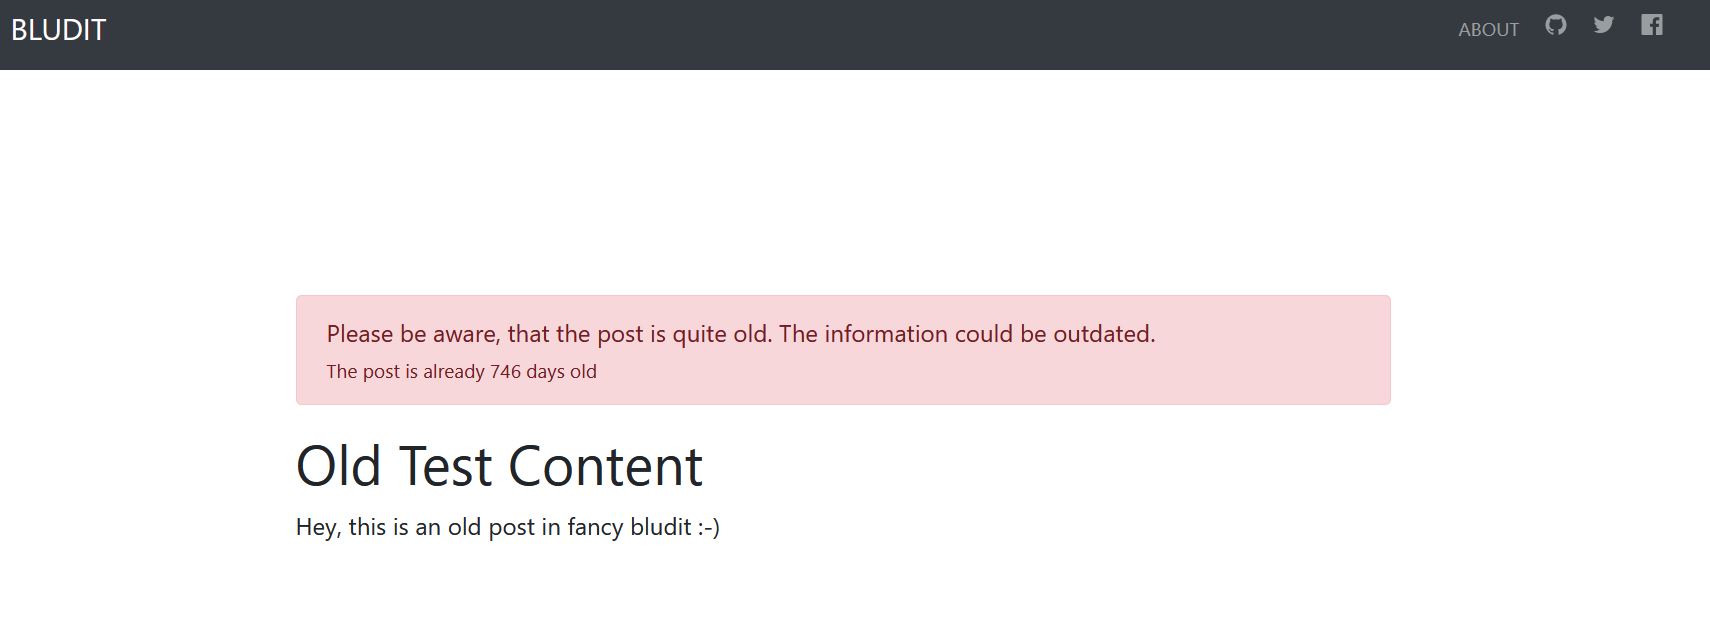 BLUDIT
ABOUT
Please be aware, that the post is quite old. The information could be outdated.
The post is already 746 days old
Old Test Content
Hey, this is an old post in fancy bludit :-)